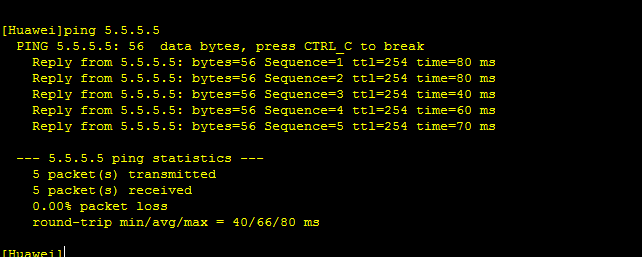 [Huawei]ping 5.5.5.5
  PING 5.5.5.5: 56  data bytes, press CTRL_C to break
    Reply from 5.5.5.5: bytes=56 Sequence=1 ttl=254 time=80 ms
    Reply from 5.5.5.5: bytes=56 Sequence=2 ttl=254 time=80 ms
    Reply from 5.5.5.5: bytes=56 Sequence=3 ttl=254 time=40 ms
    Reply from 5.5.5.5: bytes=56 Sequence=4 ttl=254 time=60 ms
    Reply from 5.5.5.5: bytes=56 Sequence=5 ttl=254 time=70 ms
  --- 5.5.5.5 ping statistics ---
    5 packet(s) transmitted
    5 packet(s) received
    0.00% packet loss
    round-trip min/avg/max = 40/66/80 ms
[Huawei]